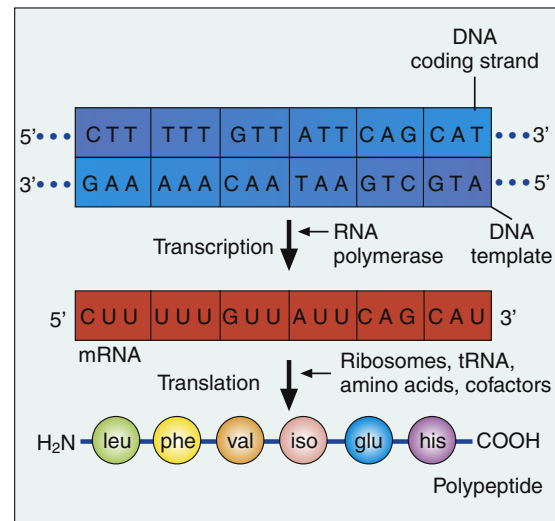 DNA
coding strand
5’••• CTT TTT GTT ATT CAG CAT •••3’
3’••• GAA AAA CAA TAA GTC GTA ••• 5’
Transcription
RNA
polymerase
DNA
template
5’ CUU UUU GUU AUU CAG CAU 3’
mRNA
Translation
Ribosomes, tRNA,
amino acids, cofactors
H₂N leu phe val iso glu his COOH
Polypeptide